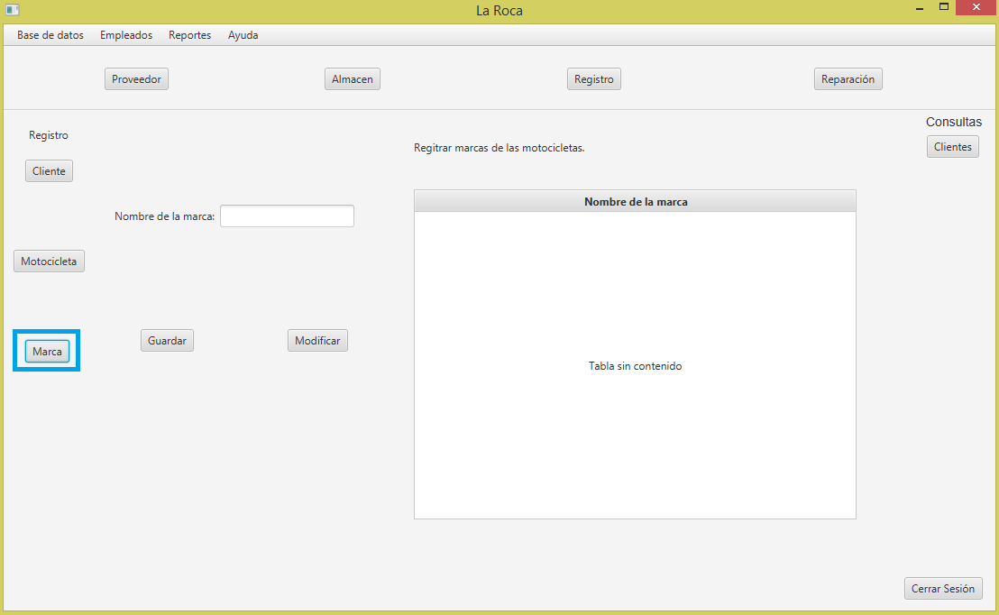 La Roca
Base de datos Empleados Reportes Ayuda
Proveedor Almacen Registro Reparación
Consultas
Registro
Regitrar marcas de las motocicletas.
Clientes
Cliente
Nombre de la marca
Nombre de la marca:
Motocicleta
Guardar Modificar
Marca
Tabla sin contenido
Cerrar Sesión